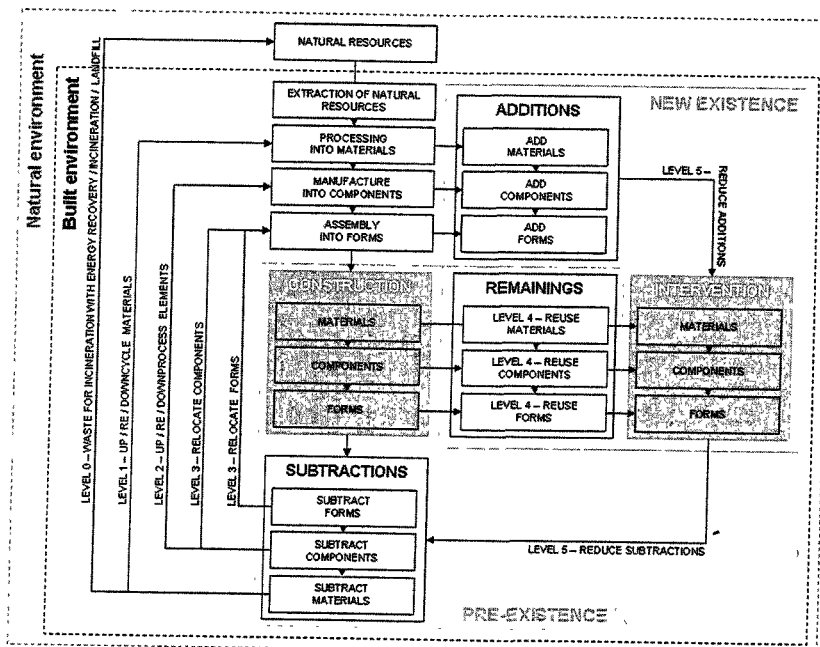 Natural environment
Built environment
LEVEL 0 – WASTE FOR INCINERATION WITH ENERGY RECOVERY / INCINERATION / LANDFILL
LEVEL 1 – UP / RE / DOWNCYCLE MATERIALS
LEVEL 2 – UP / RE / DOWNPROCESS ELEMENTS
LEVEL 3 – RELOCATE COMPONENTS
LEVEL 3 – RELOCATE FORMS
NATURAL RESOURCES
EXTRACTION OF NATURAL
RESOURCES
PROCESSING
INTO MATERIALS
MANUFACTURE
INTO COMPONENTS
ASSEMBLY
INTO FORMS
ADDITIONS
ADD
MATERIALS
ADD
COMPONENTS
ADD
FORMS
NEW EXISTENCE
LEVEL 5 –
REDUCE ADDITIONS
CONSTRUCTION
MATERIALS
COMPONENTS
FORMS
REMAININGS
LEVEL 4 – REUSE
MATERIALS
LEVEL 4 – REUSE
COMPONENTS
LEVEL 4 – REUSE
FORMS
INTERVENTION
MATERIALS
COMPONENTS
FORMS
SUBTRACTIONS
SUBTRACT
FORMS
SUBTRACT
COMPONENTS
SUBTRACT
MATERIALS
LEVEL 5 – REDUCE SUBTRACTIONS
PRE-EXISTENCE